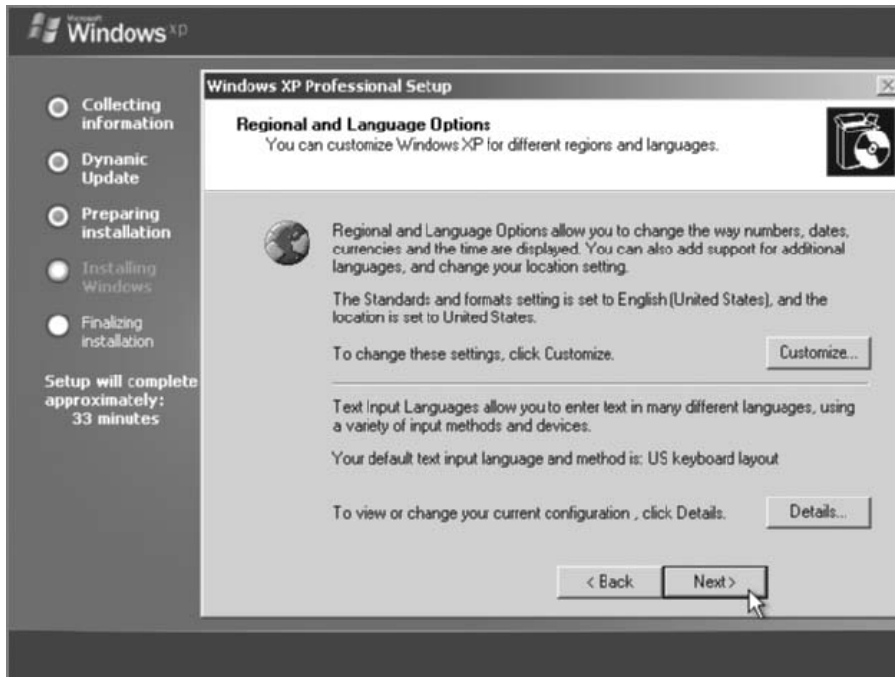 Microsoft
Windows xp
Windows XP Professional Setup
Collecting
information
Dynamic
Update
Preparing
installation
Installing
Windows
Finalizing
installation
Setup will complete
approximately:
33 minutes
Regional and Language Options
You can customize Windows XP for different regions and languages.
Regional and Language Options allow you to change the way numbers, dates,
currencies and the time are displayed. You can also add support for additional
languages, and change your location setting.
The Standards and formats setting is set to English (United States), and the
location is set to United States.
To change these settings, click Customize.
Customize...
Text Input Languages allow you to enter text in many different languages, using
a variety of input methods and devices.
Your default text input language and method is: US keyboard layout
To view or change your current configuration , click Details.
Details...
< Back
Next >